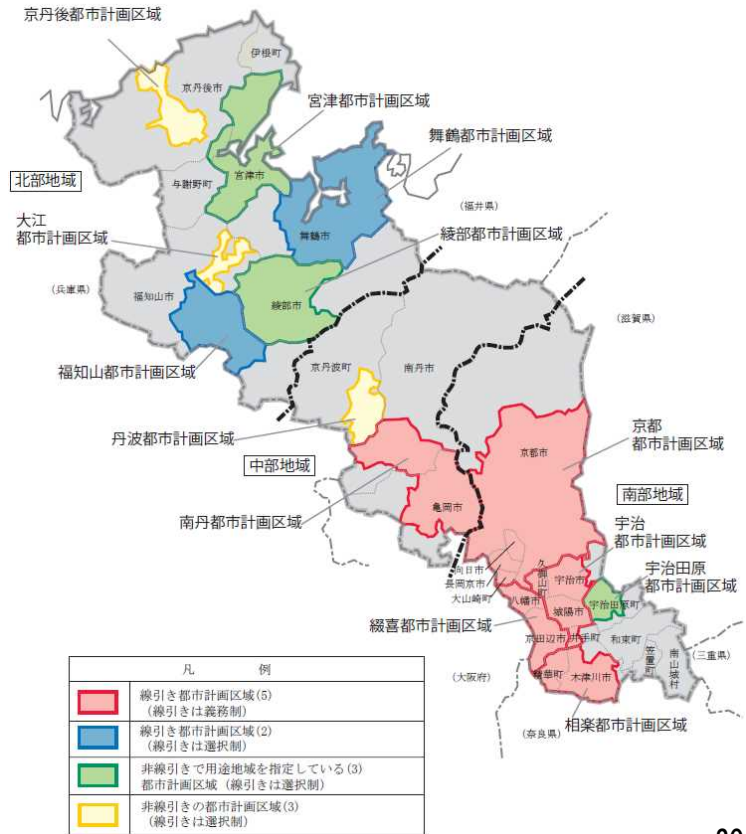 京丹後都市計画区域
伊根町
京丹後市
宮津都市計画区域
舞鶴都市計画区域
北部地域
与謝野町
宮津市
(福井県)
大江
都市計画区域
舞鶴市
綾部都市計画区域
(兵庫県)
福知山市
綾部市
(滋賀県)
福知山都市計画区域
京丹波町
南丹市
丹波都市計画区域
京都
都市計画区域
京都市
中部地域
南部地域
亀岡市
南丹都市計画区域
宇治
都市計画区域
向日市
久御山町
宇治市
宇治田原
都市計画区域
長岡京市
大山崎町
八幡市
城陽市
宇治田原町
綴喜都市計画区域
京田辺市
井手町
和束町
笠置町
南山城村
(三重県)
(大阪府)
精華町
木津川市
相楽都市計画区域
(奈良県)
凡 例
線引き都市計画区域(5)
(線引きは義務制)
線引き都市計画区域(2)
(線引きは選択制)
非線引きで用途地域を指定している(3)
都市計画区域(線引きは選択制)
非線引きの都市計画区域(3)
(線引きは選択制)